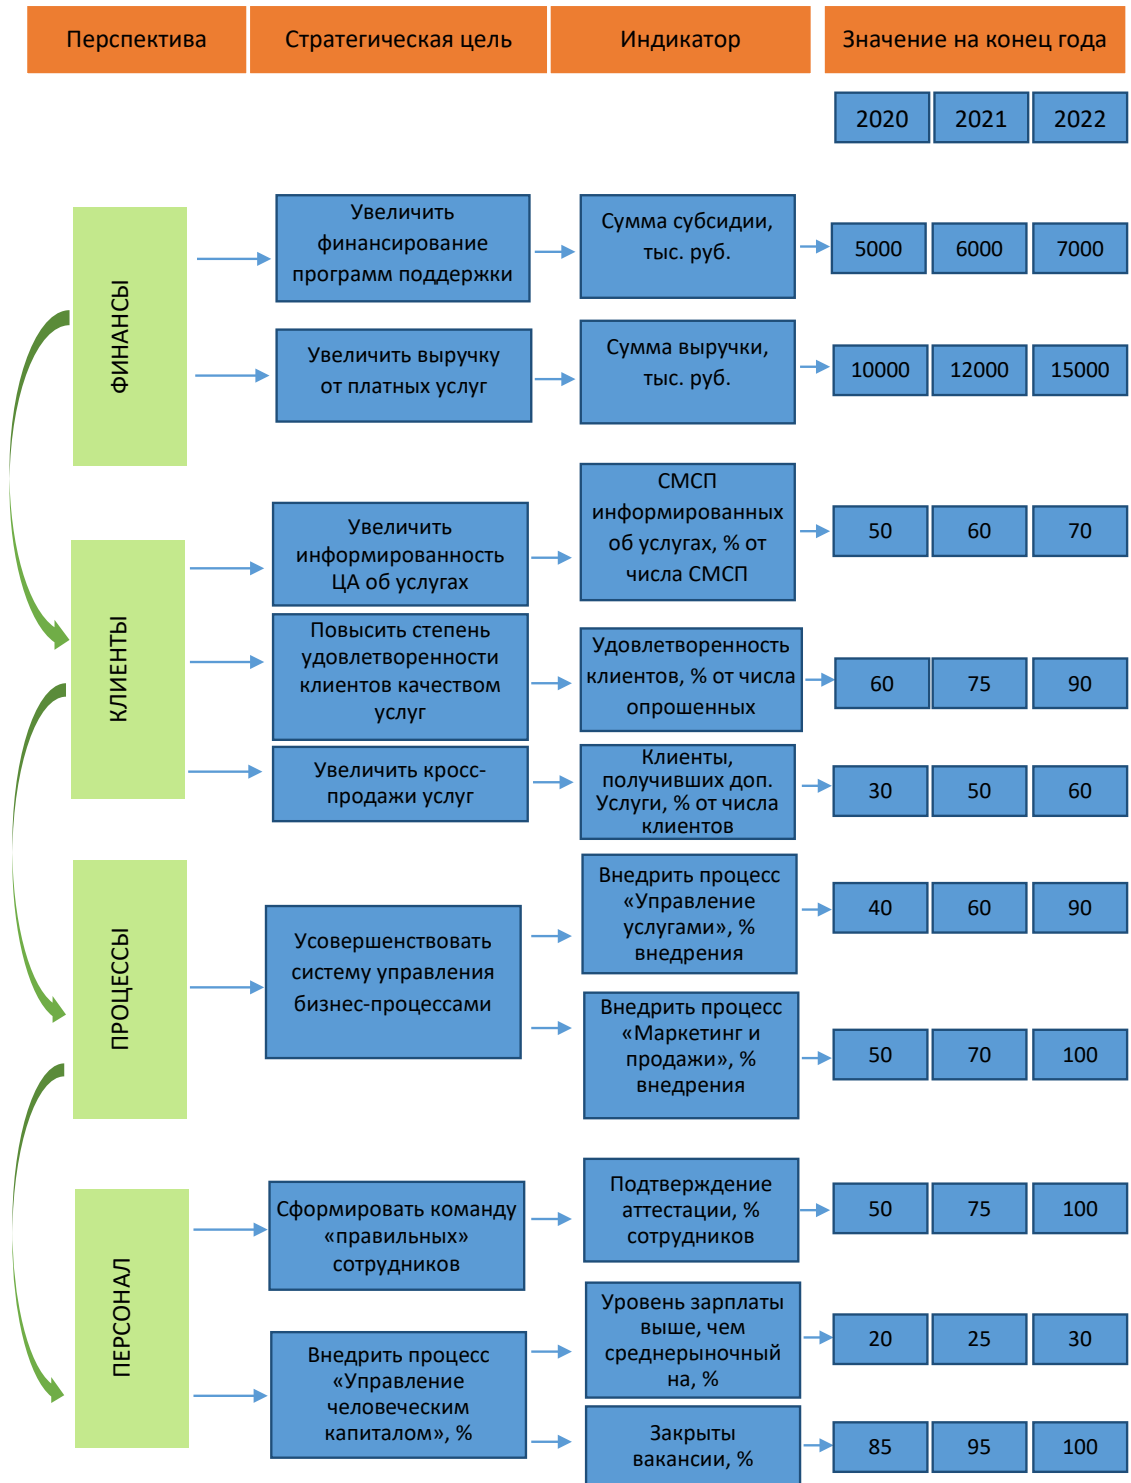 Перспектива
Стратегическая цель
Индикатор
Значение на конец года
2020
2021
2022
ФИНАНСЫ
Увеличить
финансирование
программ поддержки
Сумма субсидии,
тыс. руб.
5000
6000
7000
Увеличить выручку
от платных услуг
Сумма выручки,
тыс. руб.
10000
12000
15000
КЛИЕНТЫ
Увеличить
информированность
ЦА об услугах
СМСП
информированных
об услугах, % от
числа СМСП
50
60
70
Повысить степень
удовлетворенности
клиентов качеством
услуг
Удовлетворенность
клиентов, % от числа
опрошенных
60
75
90
Увеличить кросс-
продажи услуг
Клиенты,
получивших доп.
Услуги, % от числа
клиентов
30
50
60
ПРОЦЕССЫ
Усовершенствовать
систему управления
бизнес-процессами
Внедрить процесс
«Управление
услугами», %
внедрения
40
60
90
Внедрить процесс
«Маркетинг и
продажи», %
внедрения
50
70
100
ПЕРСОНАЛ
Сформировать команду
«правильных»
сотрудников
Подтверждение
аттестации, %
сотрудников
50
75
100
Внедрить процесс
«Управление
человеческим
капиталом», %
Уровень зарплаты
выше, чем
среднерыночный
на, %
20
25
30
Закрыты
вакансии, %
85
95
100